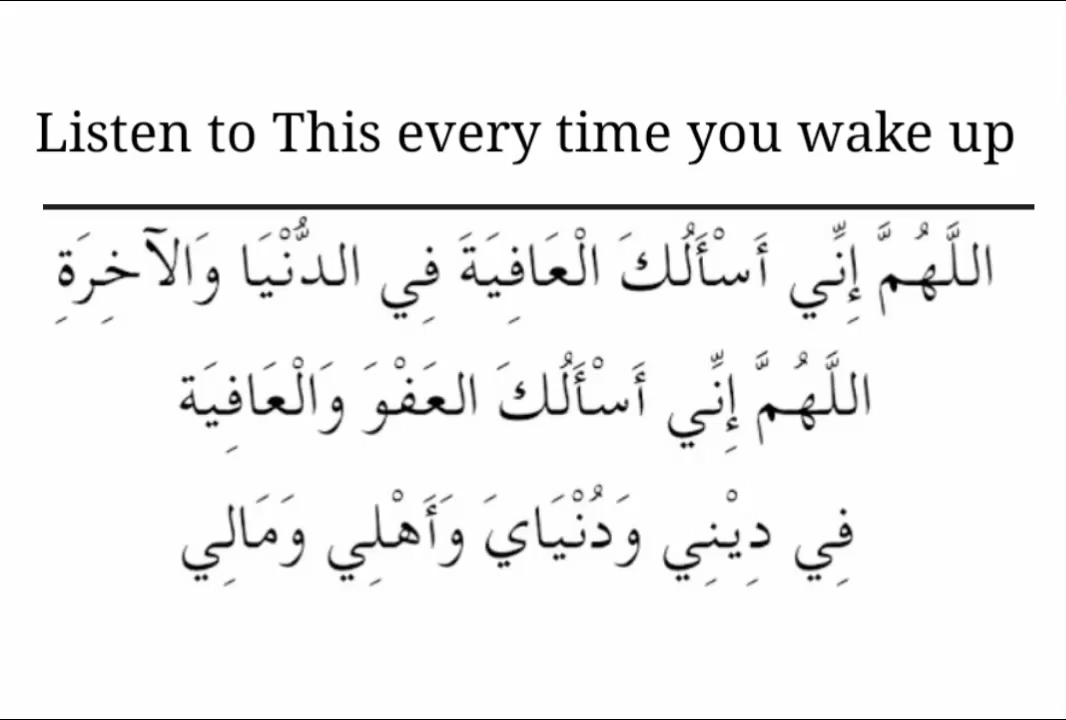 Listen to This every time you wake up
اللَّهُمَّ إِنِّي أَسْأَلُكَ الْعَافِيَةَ فِي الدُّنْيَا وَالآخِرَةِ
اللَّهُمَّ إِنِّي أَسْأَلُكَ العَفْوَ وَالْعَافِيَة
فِي دِيْنِي وَدُنْيَايَ وَأَهْلِي وَمَالِي